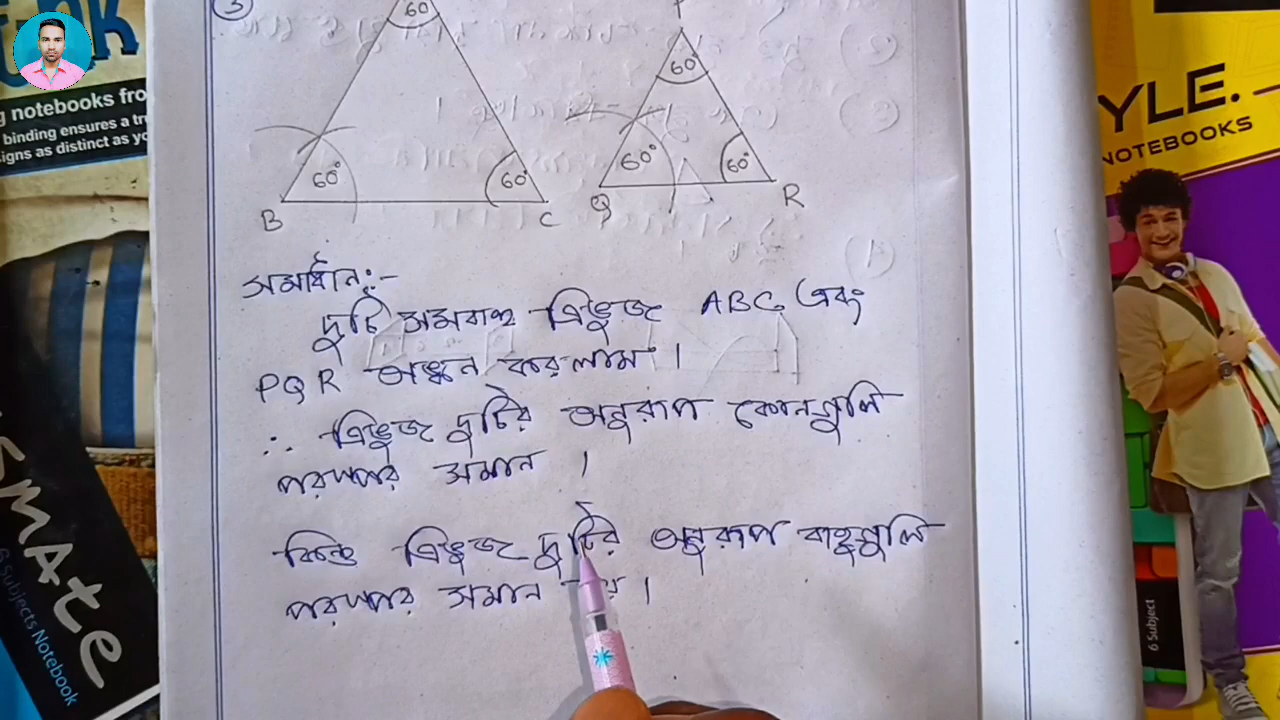 g notebooks fro
binding ensures a tr
signs as distinct as yo
60°
B
60°
60°
C
60°
Q
60°
60°
R
সমাধান:-
দুটি সমবাহু ত্রিভুজ ABC এবং
PQR অঙ্কন করলাম ।
∴ ত্রিভুজ দুটির অনুরূপ কোনগুলি
পরস্পর সমান ।
কিন্তু ত্রিভুজ দুটির অনুরূপ বাহুগুলি
পরস্পর সমান নয় ।
YLE.
NOTEBOOKS
6 Subject
6 Subjects Notebook